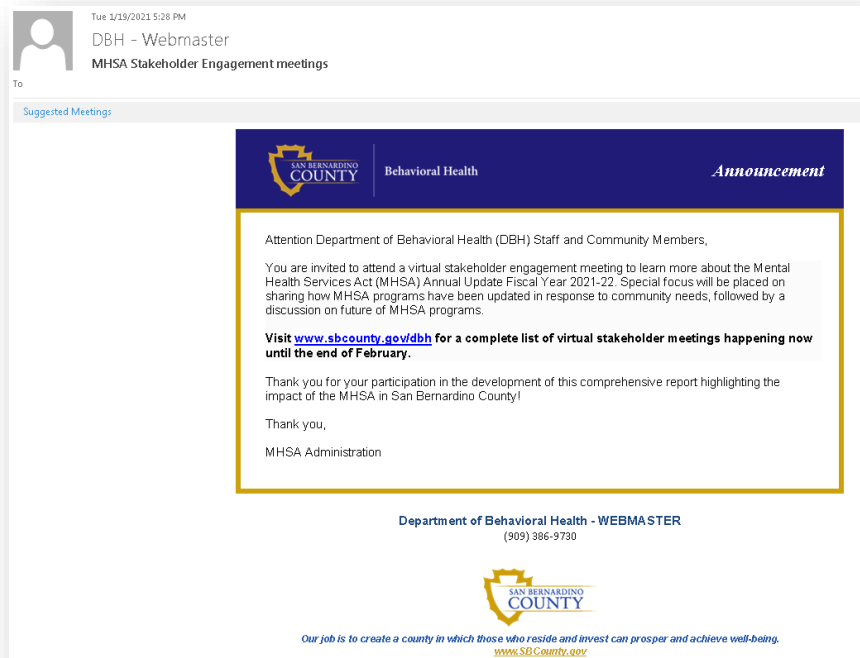 Tue 1/19/2021 5:28 PM
DBH - Webmaster
MHSA Stakeholder Engagement meetings
To
Suggested Meetings
SAN BERNARDINO
COUNTY
Behavioral Health
Announcement
Attention Department of Behavioral Health (DBH) Staff and Community Members,
You are invited to attend a virtual stakeholder engagement meeting to learn more about the Mental
Health Services Act (MHSA) Annual Update Fiscal Year 2021-22. Special focus will be placed on
sharing how MHSA programs have been updated in response to community needs, followed by a
discussion on future of MHSA programs.
Visit www.sbcounty.gov/dbh for a complete list of virtual stakeholder meetings happening now
until the end of February.
Thank you for your participation in the development of this comprehensive report highlighting the
impact of the MHSA in San Bernardino County!
Thank you,
MHSA Administration
Department of Behavioral Health - WEBMASTER
(909) 386-9730
SAN BERNARDINO
COUNTY
Our job is to create a county in which those who reside and invest can prosper and achieve well-being.
www.SBCounty.gov